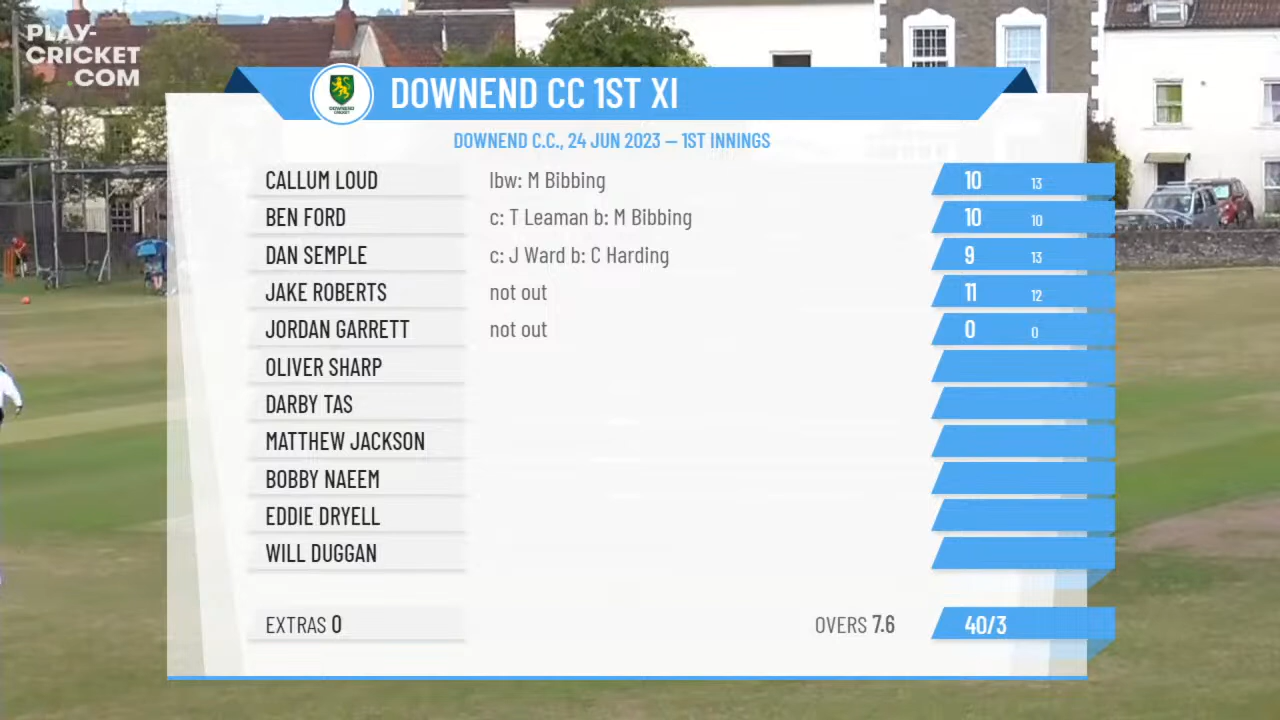 PLAY-
CRICKET
COM
DOWNEND
CRICKET
DOWNEND CC 1ST XI
DOWNEND C.C., 24 JUN 2023 – 1ST INNINGS
CALLUM LOUD lbw: M Bibbing 10 13
BEN FORD c: T Leaman b: M Bibbing 10 10
DAN SEMPLE c: J Ward b: C Harding 9 13
JAKE ROBERTS not out 11 12
JORDAN GARRETT not out 0 0
OLIVER SHARP
DARBY TAS
MATTHEW JACKSON
BOBBY NAEEM
EDDIE DRYELL
WILL DUGGAN
EXTRAS 0 OVERS 7.6 40/3